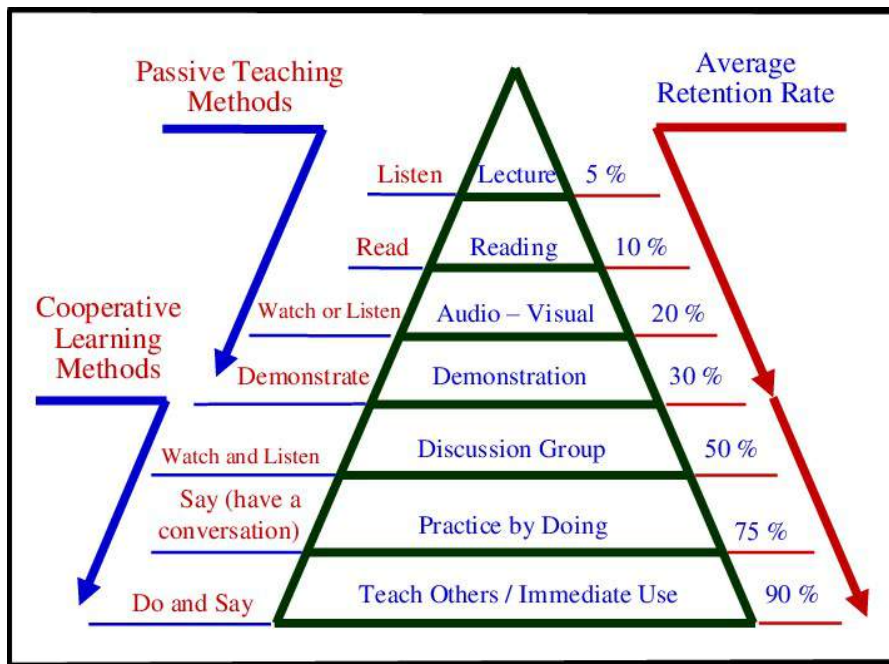 Passive Teaching
Methods
Average
Retention Rate
Listen Lecture 5 %
Read Reading 10 %
Watch or Listen Audio – Visual 20 %
Cooperative
Learning
Methods
Demonstrate Demonstration 30 %
Watch and Listen Discussion Group 50 %
Say (have a
conversation) Practice by Doing 75 %
Do and Say Teach Others / Immediate Use 90 %